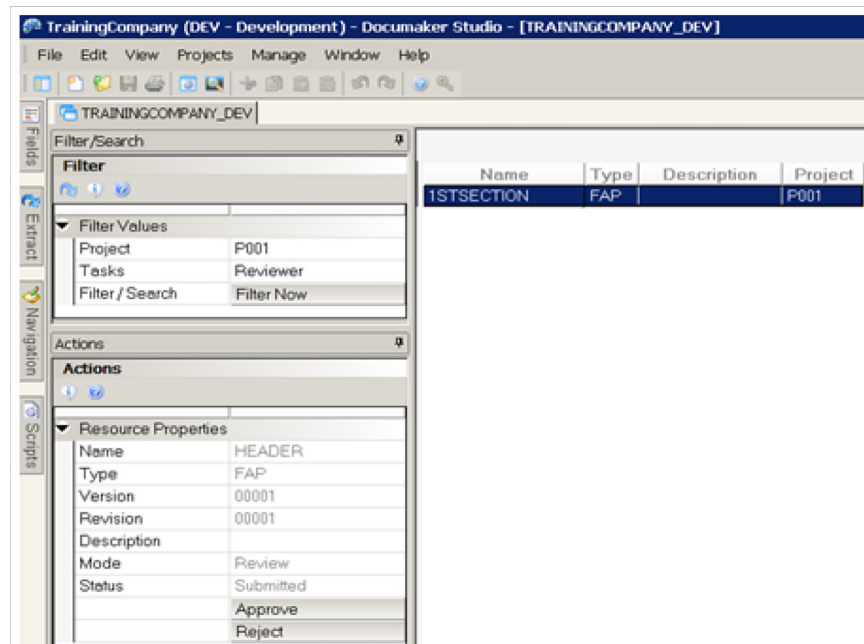 TrainingCompany (DEV - Development) - Documaker Studio - [TRAININGCOMPANY_DEV]
File Edit View Projects Manage Window Help
TRAININGCOMPANY_DEV
Fields
Extract
Navigation
Scripts
Filter/Search
Filter
Filter Values
Project P001
Tasks Reviewer
Filter / Search Filter Now
Actions
Actions
Resource Properties
Name HEADER
Type FAP
Version 00001
Revision 00001
Description
Mode Review
Status Submitted
Approve
Reject
Name Type Description Project
1STSECTION FAP P001